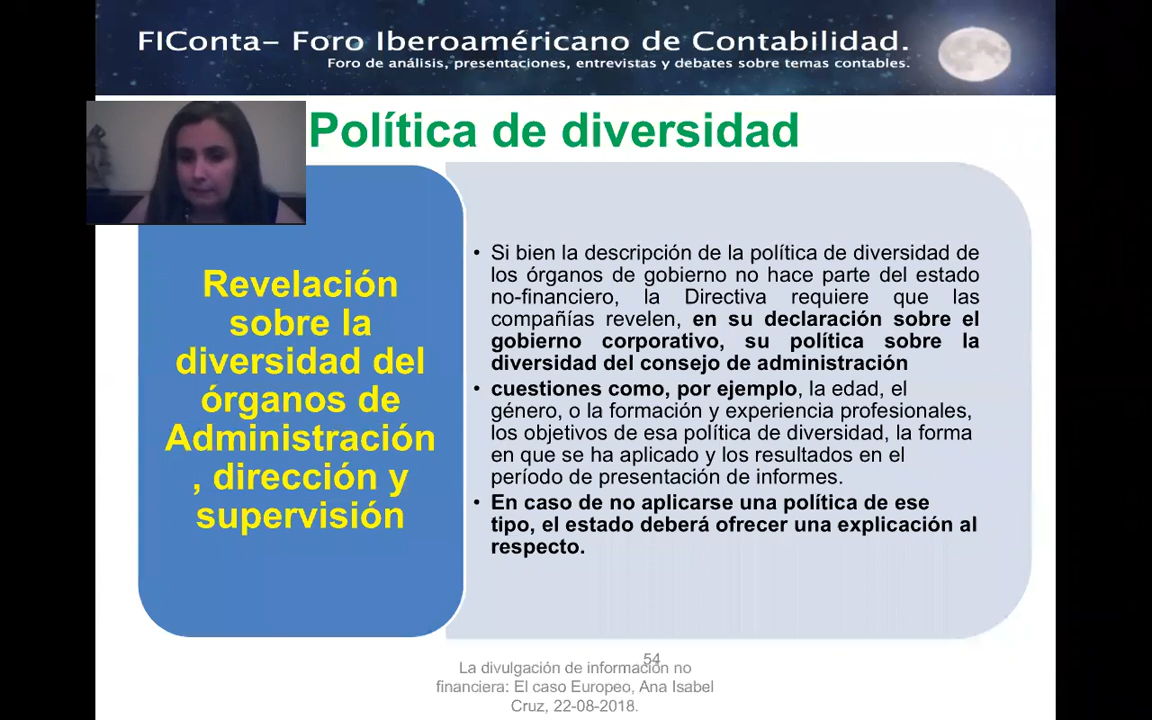 FIConta– Foro Iberoaméricano de Contabilidad.
Foro de análisis, presentaciones, entrevistas y debates sobre temas contables.
Política de diversidad
Revelación
sobre la
diversidad del
órganos de
Administración
, dirección y
supervisión
• Si bien la descripción de la política de diversidad de
los órganos de gobierno no hace parte del estado
no-financiero, la Directiva requiere que las
compañías revelen, en su declaración sobre el
gobierno corporativo, su política sobre la
diversidad del consejo de administración
• cuestiones como, por ejemplo, la edad, el
género, o la formación y experiencia profesionales,
los objetivos de esa política de diversidad, la forma
en que se ha aplicado y los resultados en el
período de presentación de informes.
• En caso de no aplicarse una política de ese
tipo, el estado deberá ofrecer una explicación al
respecto.
54
La divulgación de información no
financiera: El caso Europeo, Ana Isabel
Cruz, 22-08-2018.